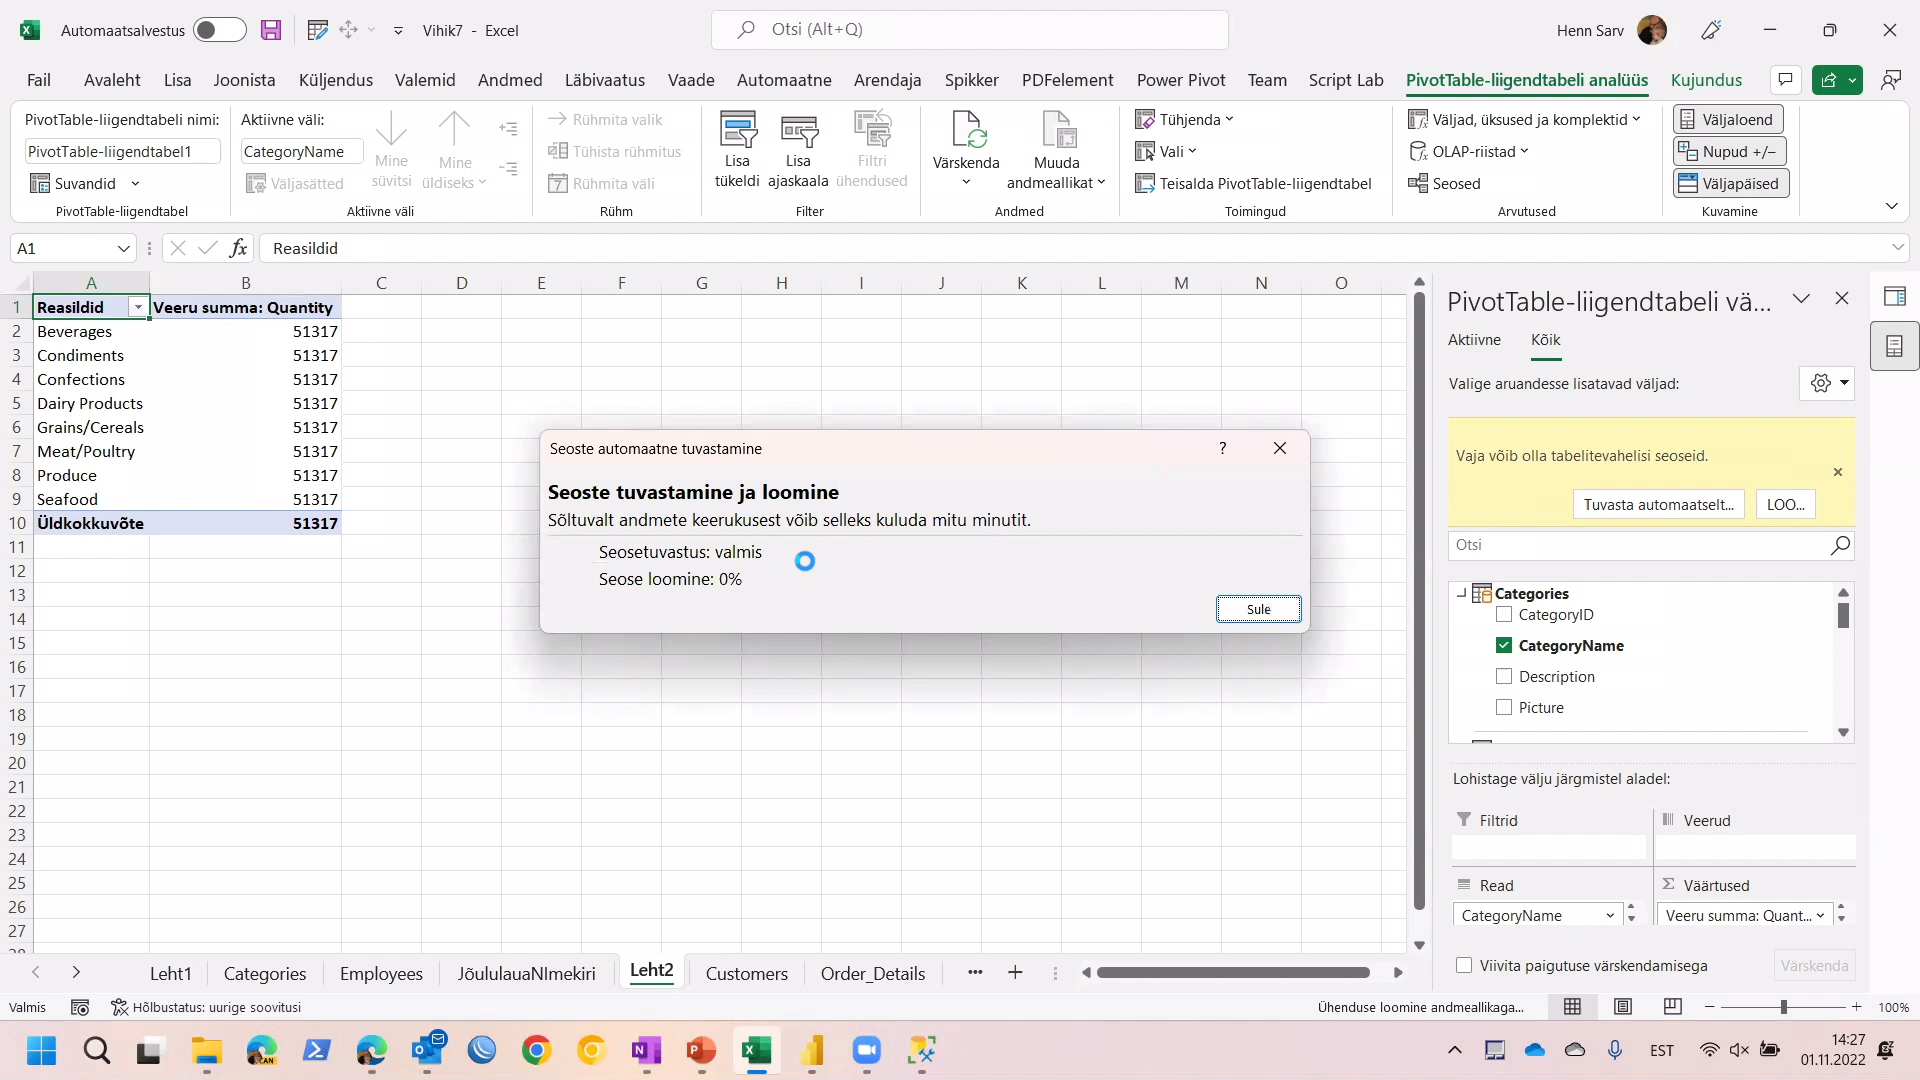 Automaatsalvestus
Vihik7 - Excel
Otsi (Alt+Q)
Henn Sarv
Fail Avaleht Lisa Joonista Küljendus Valemid Andmed Läbivaatus Vaade Automaatne Arendaja Spikker PDFelement Power Pivot Team Script Lab PivotTable-liigendtabeli analüüs Kujundus
PivotTable-liigendtabeli nimi:
PivotTable-liigendtabel1
Suvandid
PivotTable-liigendtabel
Aktiivne väli:
CategoryName
Väljasätted
Mine süvitsi
Mine üldiseks
Aktiivne väli
Rühmita valik
Tühista rühmitus
Rühmita väli
Rühm
Lisa tükeldi
Lisa ajaskaala
Filtri ühendused
Filter
Värskenda
Muuda andmeallikat
Andmed
Tühjenda
Vali
Teisalda PivotTable-liigendtabel
Toimingud
Väljad, üksused ja komplektid
OLAP-riistad
Seosed
Arvutused
Väljaloend
Nupud +/−
Väljapäised
Kuvamine
A1
fx
Reasildid
A B C D E F G H I J K L M N O
1 Reasildid Veeru summa: Quantity
2 Beverages 51317
3 Condiments 51317
4 Confections 51317
5 Dairy Products 51317
6 Grains/Cereals 51317
7 Meat/Poultry 51317
8 Produce 51317
9 Seafood 51317
10 Üldkokkuvõte 51317
11
12
13
14
15
16
17
18
19
20
21
22
23
24
25
26
27
Seoste automaatne tuvastamine ?
Seoste tuvastamine ja loomine
Sõltuvalt andmete keerukusest võib selleks kuluda mitu minutit.
Seosetuvastus: valmis
Seose loomine: 0%
Sule
PivotTable-liigendtabeli vä...
Aktiivne Kõik
Valige aruandesse lisatavad väljad:
Vaja võib olla tabelitevahelisi seoseid.
Tuvasta automaatselt... LOO...
Otsi
Categories
CategoryID
CategoryName
Description
Picture
Lohistage välju järgmistel aladel:
Filtrid
Veerud
Read
Σ Väärtused
CategoryName
Veeru summa: Quant...
Viivita paigutuse värskendamisega
Värskenda
Leht1 Categories Employees JõululauaNImekiri Leht2 Customers Order_Details ...
Valmis
Hõlbustatus: uurige soovitusi
Ühenduse loomine andmeallikaga...
100%
CAN
EST
14:27
01.11.2022